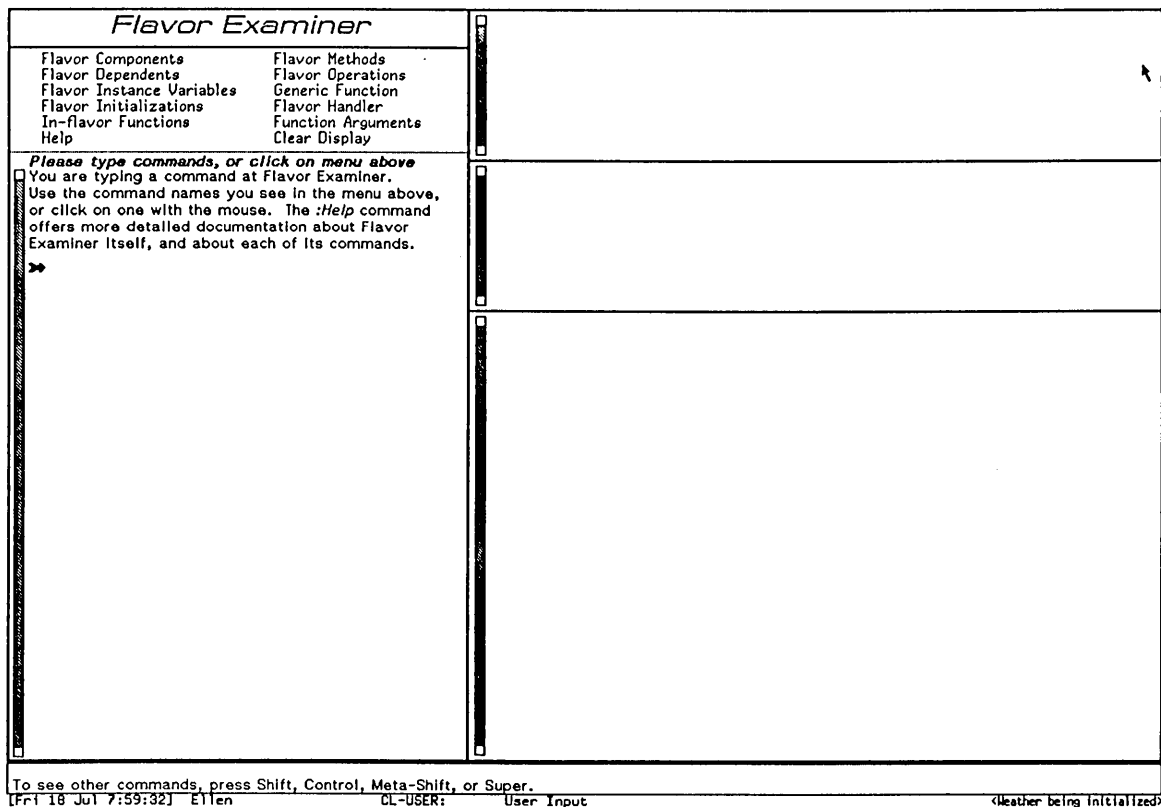 Flavor Examiner
Flavor Components
Flavor Dependents
Flavor Instance Variables
Flavor Initializations
In-flavor Functions
Help
Flavor Methods
Flavor Operations
Generic Function
Flavor Handler
Function Arguments
Clear Display
Please type commands, or click on menu above
You are typing a command at Flavor Examiner.
Use the command names you see in the menu above,
or click on one with the mouse. The :Help command
offers more detailed documentation about Flavor
Examiner itself, and about each of its commands.
To see other commands, press Shift, Control, Meta-Shift, or Super.
[Fri 18 Jul 7:59:32] Ellen CL-USER: User Input <Weather being initialized>